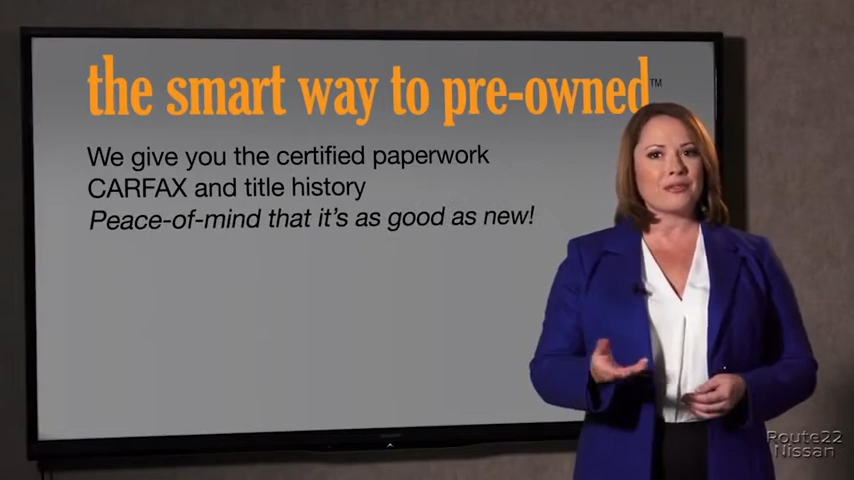 the smart way to pre-owned™
We give you the certified paperwork
CARFAX and title history
Peace-of-mind that it's as good as new!
Route22
Nissan